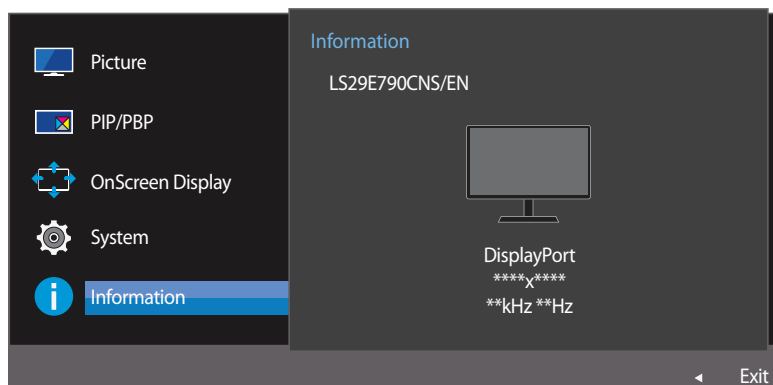 Picture
PIP/PBP
OnScreen Display
System
Information
Information
LS29E790CNS/EN
DisplayPort
****x****
**kHz **Hz
Exit